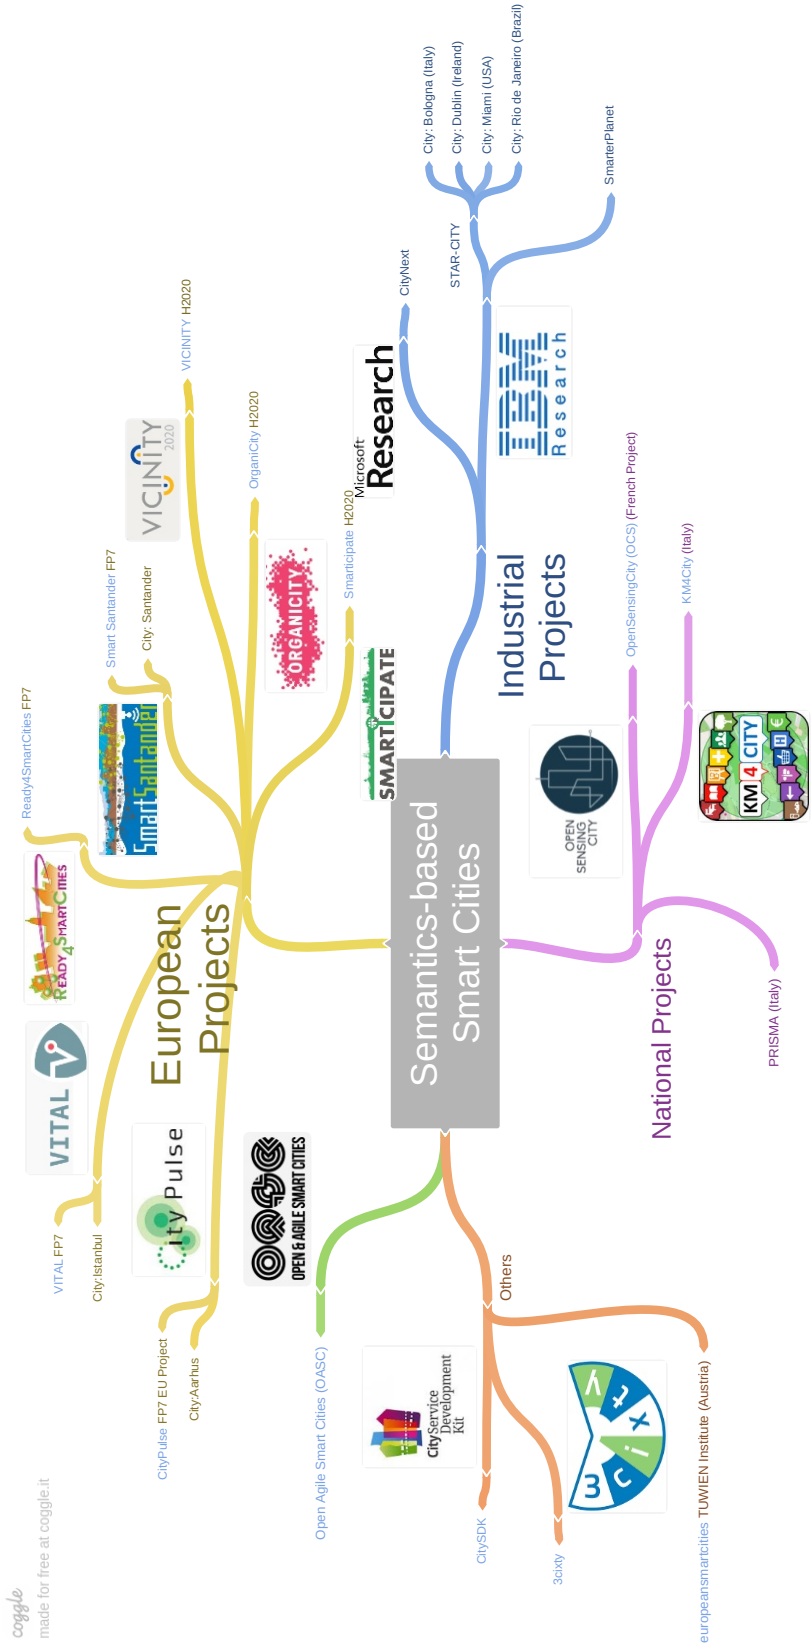 coggle
made for free at coggle.it
Semantics-based
Smart Cities
European
Projects
Ready4SmartCities FP7
READY4SMARTCITIES
Smart Santander FP7
City: Santander
SmartSantander
VICINITY H2020
VICINITY
2020
OrganiCity H2020
ORGANICITY
Smarticipate H2020
SMARTICIPATE
VITAL
VITAL FP7
City:Istanbul
ity Pulse
CityPulse FP7 EU Project
City:Aarhus
OPEN & AGILE SMART CITIES
Open Agile Smart Cities (OASC)
Industrial
Projects
Microsoft
Research
CityNext
IBM
Research
STAR-CITY
City: Bologna (Italy)
City: Dublin (Ireland)
City: Miami (USA)
City: Rio de Janeiro (Brazil)
SmarterPlanet
National Projects
OPEN
SENSING
CITY
OpenSensingCity (OCS) (French Project)
KM4City (Italy)
KM 4 CITY
PRISMA (Italy)
Others
CityService
Development
Kit
CitySDK
3cixty
3cixty
europeansmartcities TUWIEN Institute (Austria)